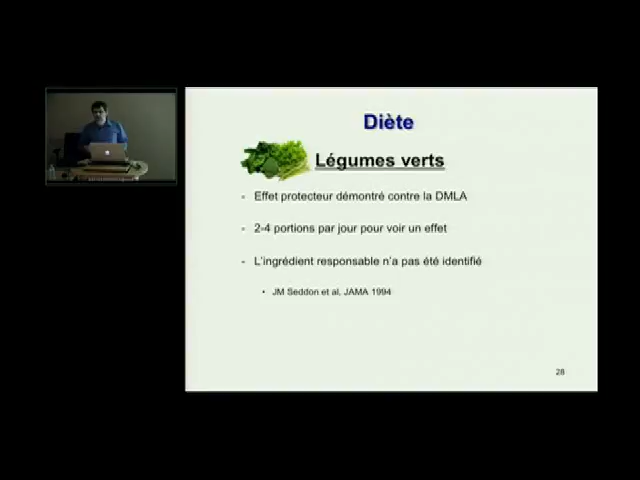 Diète
Légumes verts
- Effet protecteur démontré contre la DMLA
- 2-4 portions par jour pour voir un effet
- L'ingrédient responsable n'a pas été identifié
• JM Seddon et al, JAMA 1994
28